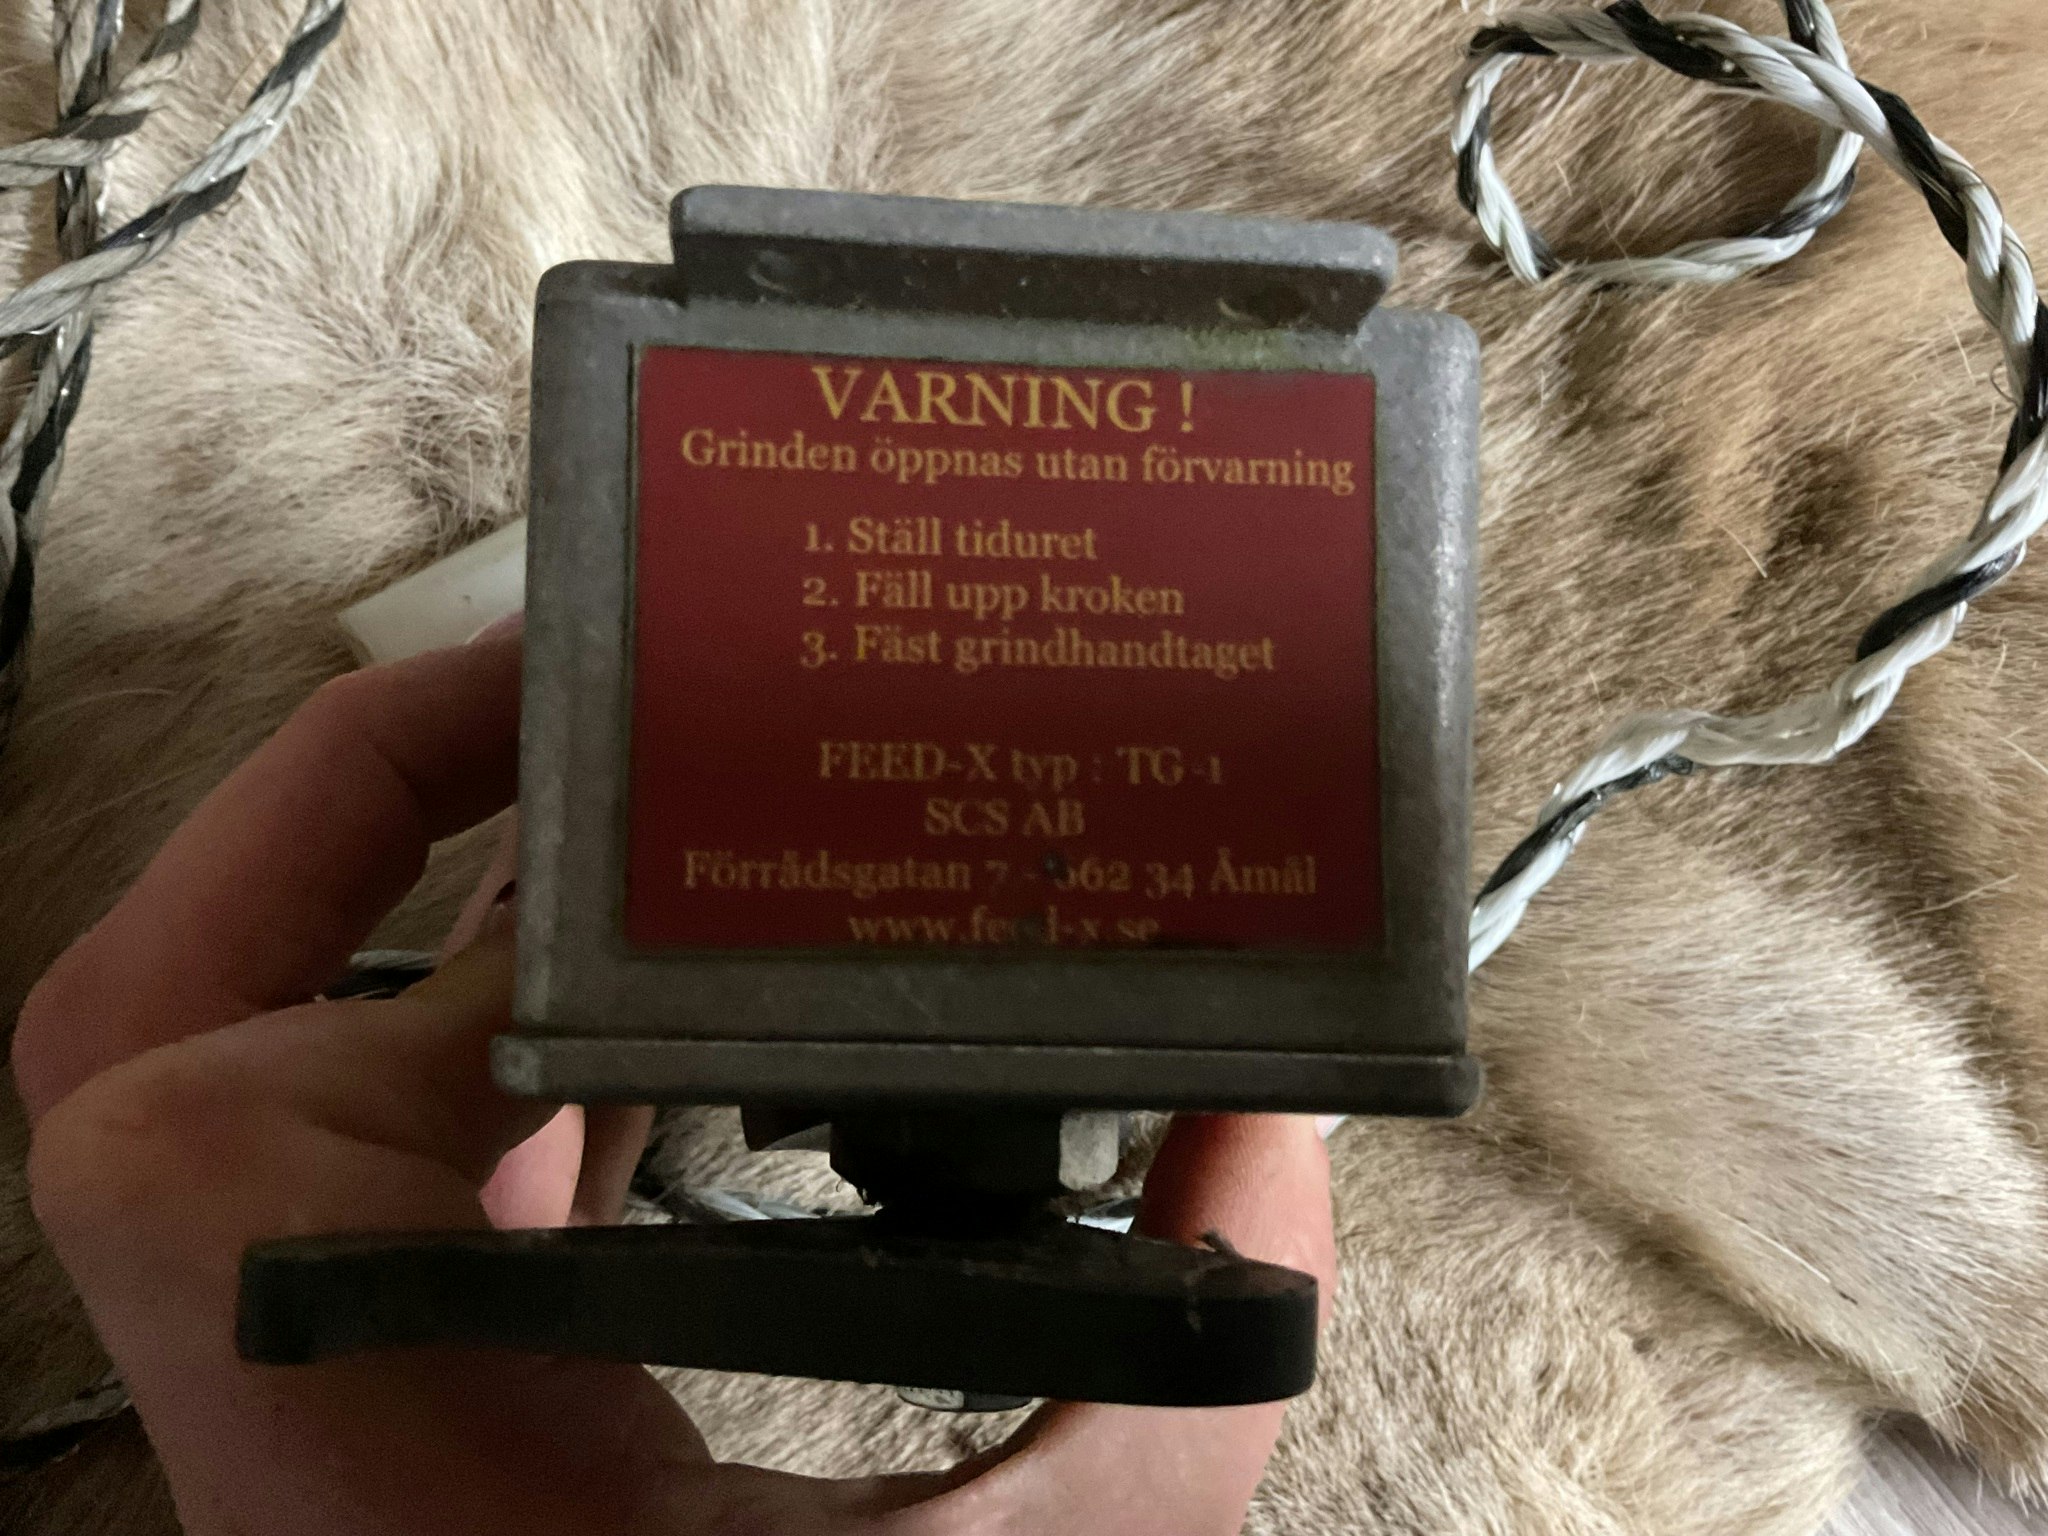 VARNING !
Grinden öppnas utan förvarning
1. Ställ tiduret
2. Fäll upp kroken
3. Fäst grindhandtaget
FEED-X typ : TG-1
SCS AB
Förrådsgatan 7 - 662 34 Åmål
www.feed-x.se